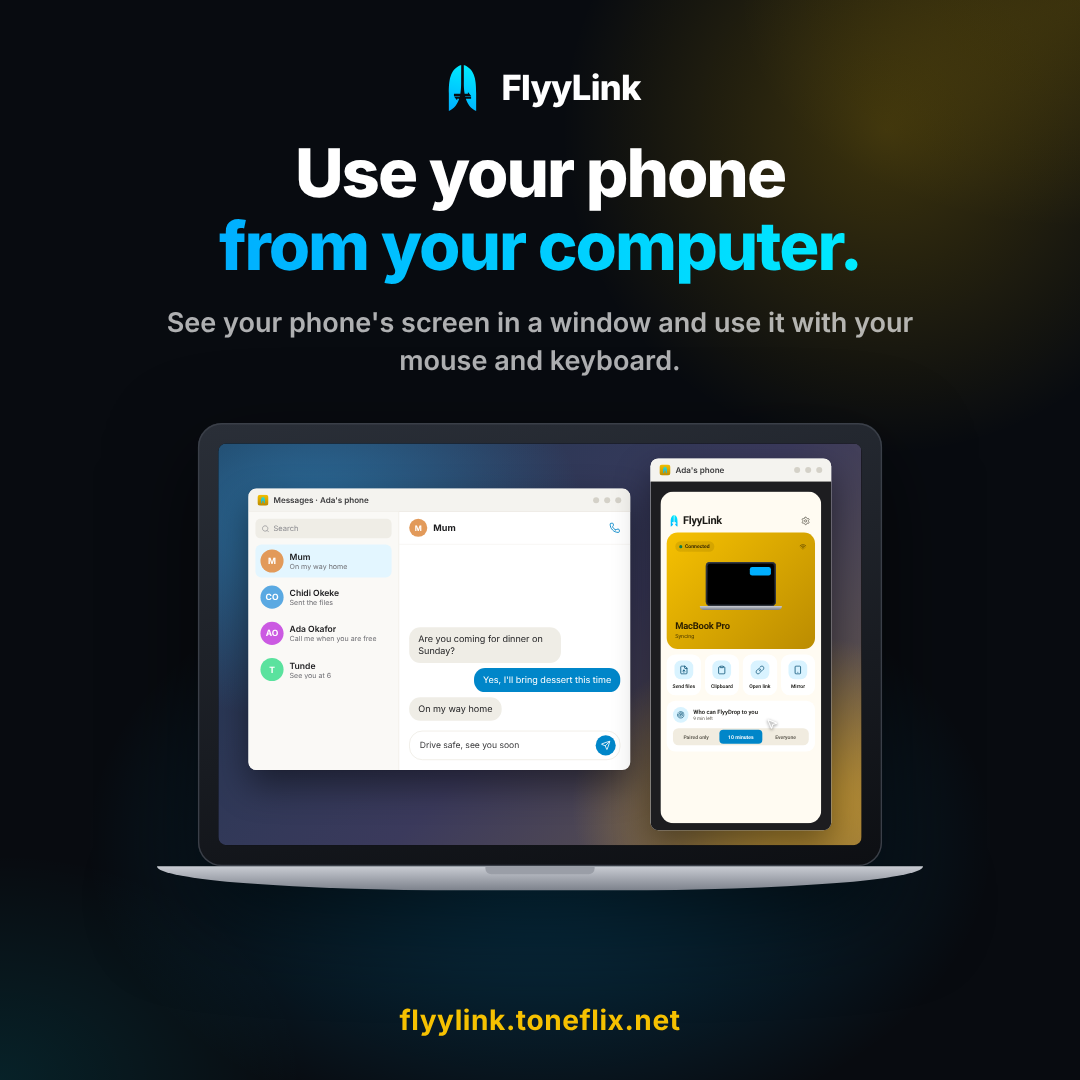 FlyyLink
Use your phone
from your computer.
See your phone's screen in a window and use it with your
mouse and keyboard.
Messages · Ada's phone
Search
M
Mum
On my way home
CO
Chidi Okeke
Sent the files
AO
Ada Okafor
Call me when you are free
T
Tunde
See you at 6
M
Mum
Are you coming for dinner on
Sunday?
Yes, I'll bring dessert this time
On my way home
Drive safe, see you soon
Ada's phone
FlyyLink
Connected
MacBook Pro
Syncing
Send files
Clipboard
Open link
Mirror
Who can FlyyDrop to you
9 min left
Paired only
10 minutes
Everyone
flyylink.toneflix.net